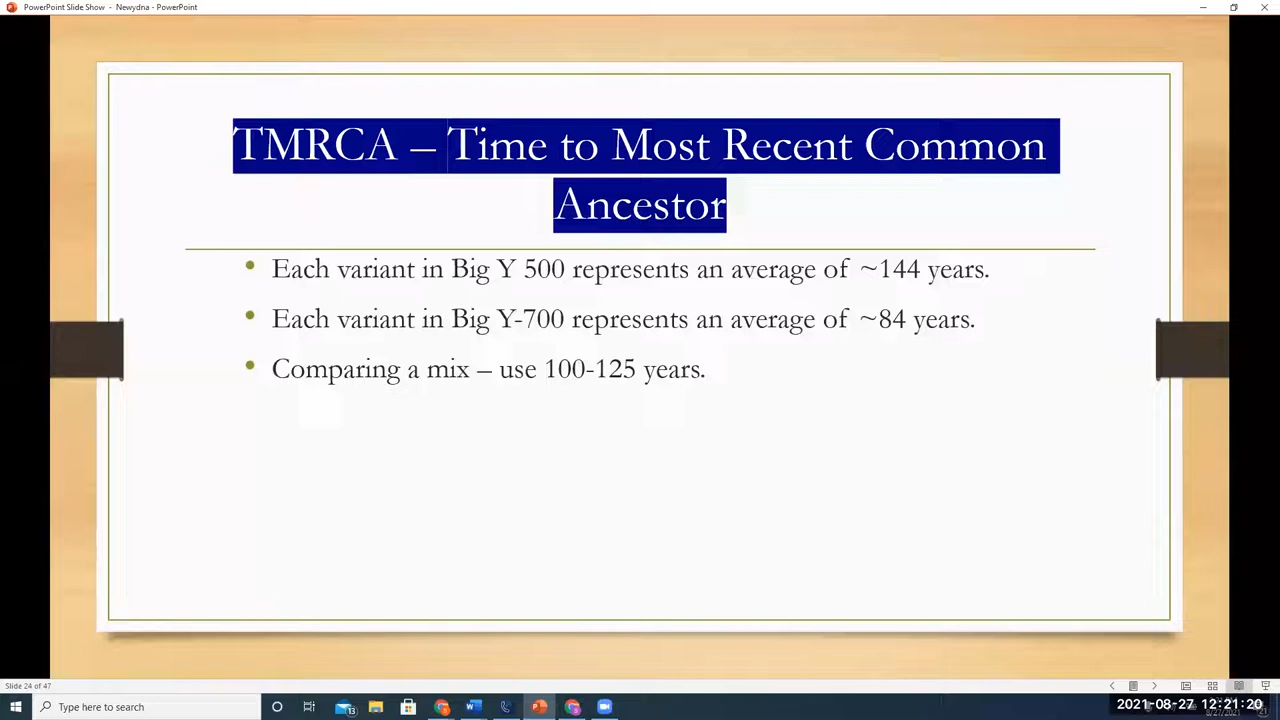 PowerPoint Slide Show - Newydna - PowerPoint
TMRCA – Time to Most Recent Common
Ancestor
• Each variant in Big Y 500 represents an average of ~144 years.
• Each variant in Big Y-700 represents an average of ~84 years.
• Comparing a mix – use 100-125 years.
Slide 24 of 47
Type here to search
13
2021-08-27 12:21:20